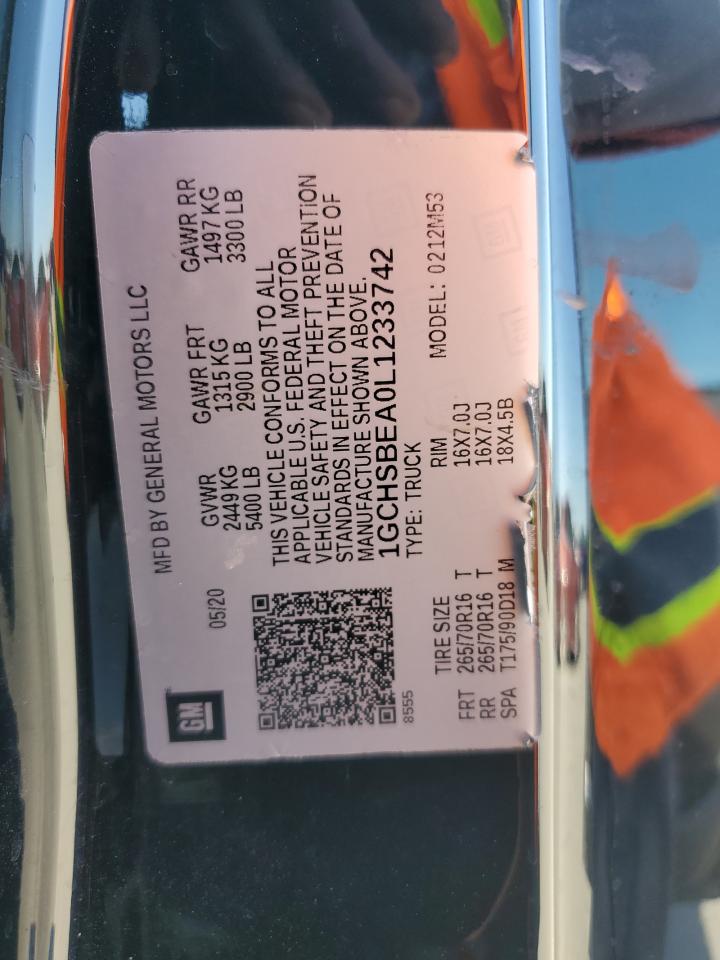 GM
MFD BY GENERAL MOTORS LLC
05/20
GVWR GAWR FRT GAWR RR
2449 KG 1315 KG 1497 KG
5400 LB 2900 LB 3300 LB
THIS VEHICLE CONFORMS TO ALL
APPLICABLE U.S. FEDERAL MOTOR
VEHICLE SAFETY AND THEFT PREVENTION
STANDARDS IN EFFECT ON THE DATE OF
MANUFACTURE SHOWN ABOVE.
1GCHSBEA0L1233742
8555
TYPE: TRUCK MODEL: 0212M53
TIRE SIZE RIM
FRT 265/70R16 T 16X7.0J
RR 265/70R16 T 16X7.0J
SPA T175/90D18 M 18X4.5B